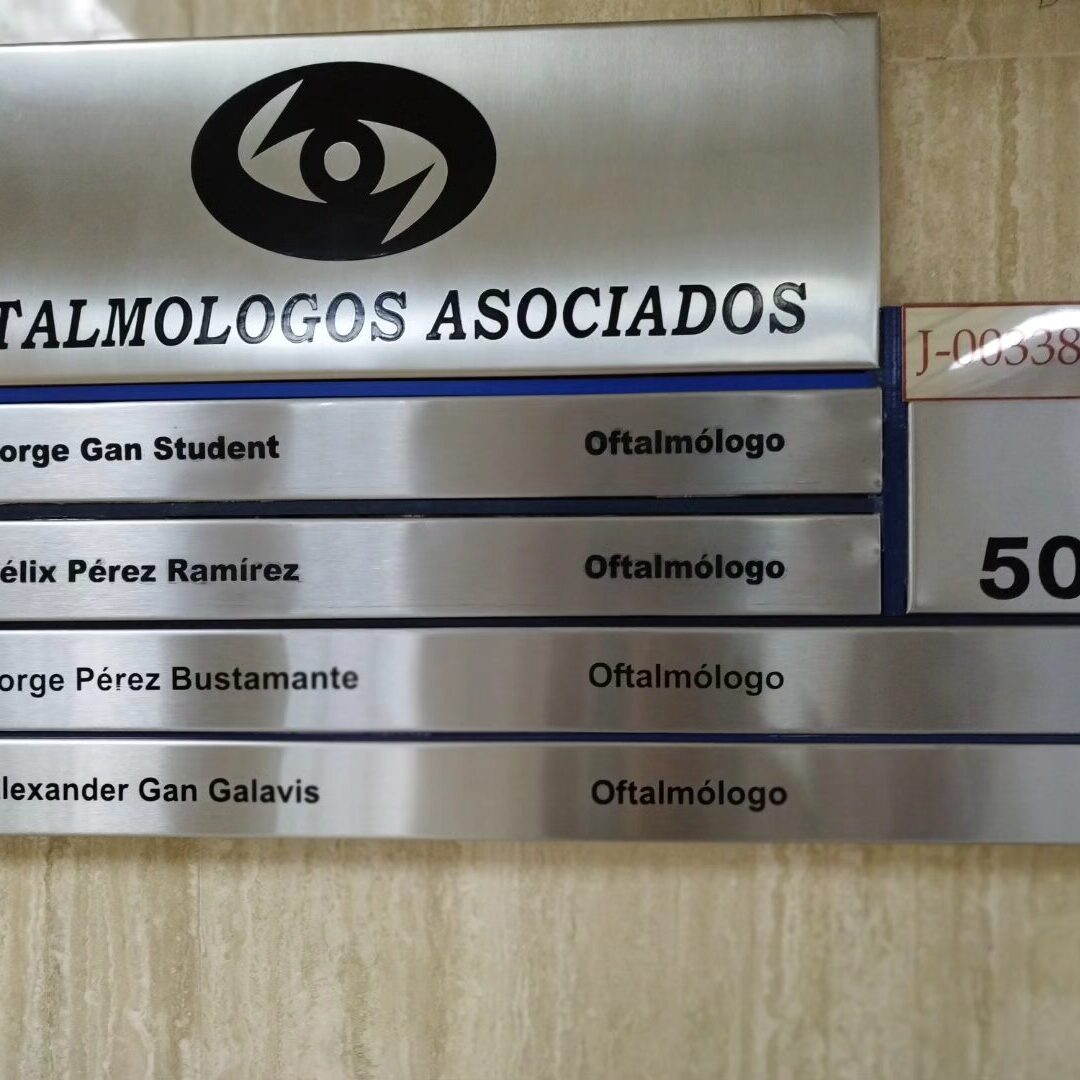 TALMOLOGOS ASOCIADOS
J-00338
orge Gan Student Oftalmólogo
élix Pérez Ramírez Oftalmólogo
50
orge Pérez Bustamante Oftalmólogo
lexander Gan Galavis Oftalmólogo